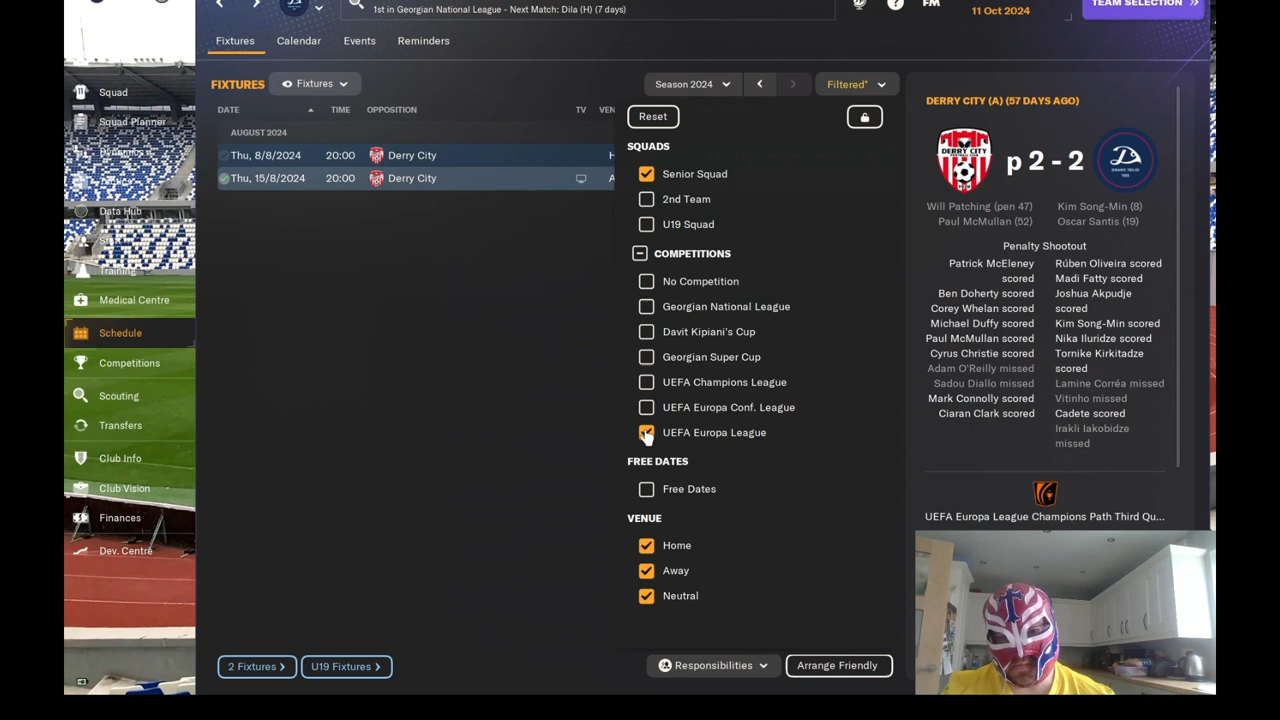 1st in Georgian National League - Next Match: Dila (H) (7 days)
FM
11 Oct 2024
TEAM SELECTION
Fixtures
Calendar
Events
Reminders
Squad
Squad Planner
Data Hub
Training
Medical Centre
Schedule
Competitions
Scouting
Transfers
Club Info
Club Vision
Finances
Dev. Centre
FIXTURES
Fixtures
Season 2024
Filtered*
DATE
TIME
OPPOSITION
TV
VEN
AUGUST 2024
Thu, 8/8/2024 20:00 Derry City H
Thu, 15/8/2024 20:00 Derry City A
2 Fixtures >
U19 Fixtures >
Reset
SQUADS
Senior Squad
2nd Team
U19 Squad
COMPETITIONS
No Competition
Georgian National League
Davit Kipiani's Cup
Georgian Super Cup
UEFA Champions League
UEFA Europa Conf. League
UEFA Europa League
FREE DATES
Free Dates
VENUE
Home
Away
Neutral
Responsibilities
Arrange Friendly
DERRY CITY (A) (57 DAYS AGO)
p 2 - 2
Will Patching (pen 47)
Paul McMullan (52)
Kim Song-Min (8)
Oscar Santis (19)
Penalty Shootout
Patrick McEleney
scored
Ben Doherty scored
Corey Whelan scored
Michael Duffy scored
Paul McMullan scored
Cyrus Christie scored
Adam O'Reilly missed
Sadou Diallo missed
Mark Connolly scored
Ciaran Clark scored
Rúben Oliveira scored
Madi Fatty scored
Joshua Akpudje
scored
Kim Song-Min scored
Nika Iluridze scored
Tornike Kirkitadze
scored
Lamine Corréa missed
Vitinho missed
Cadete scored
Irakli Iakobidze
missed
UEFA Europa League Champions Path Third Qu...